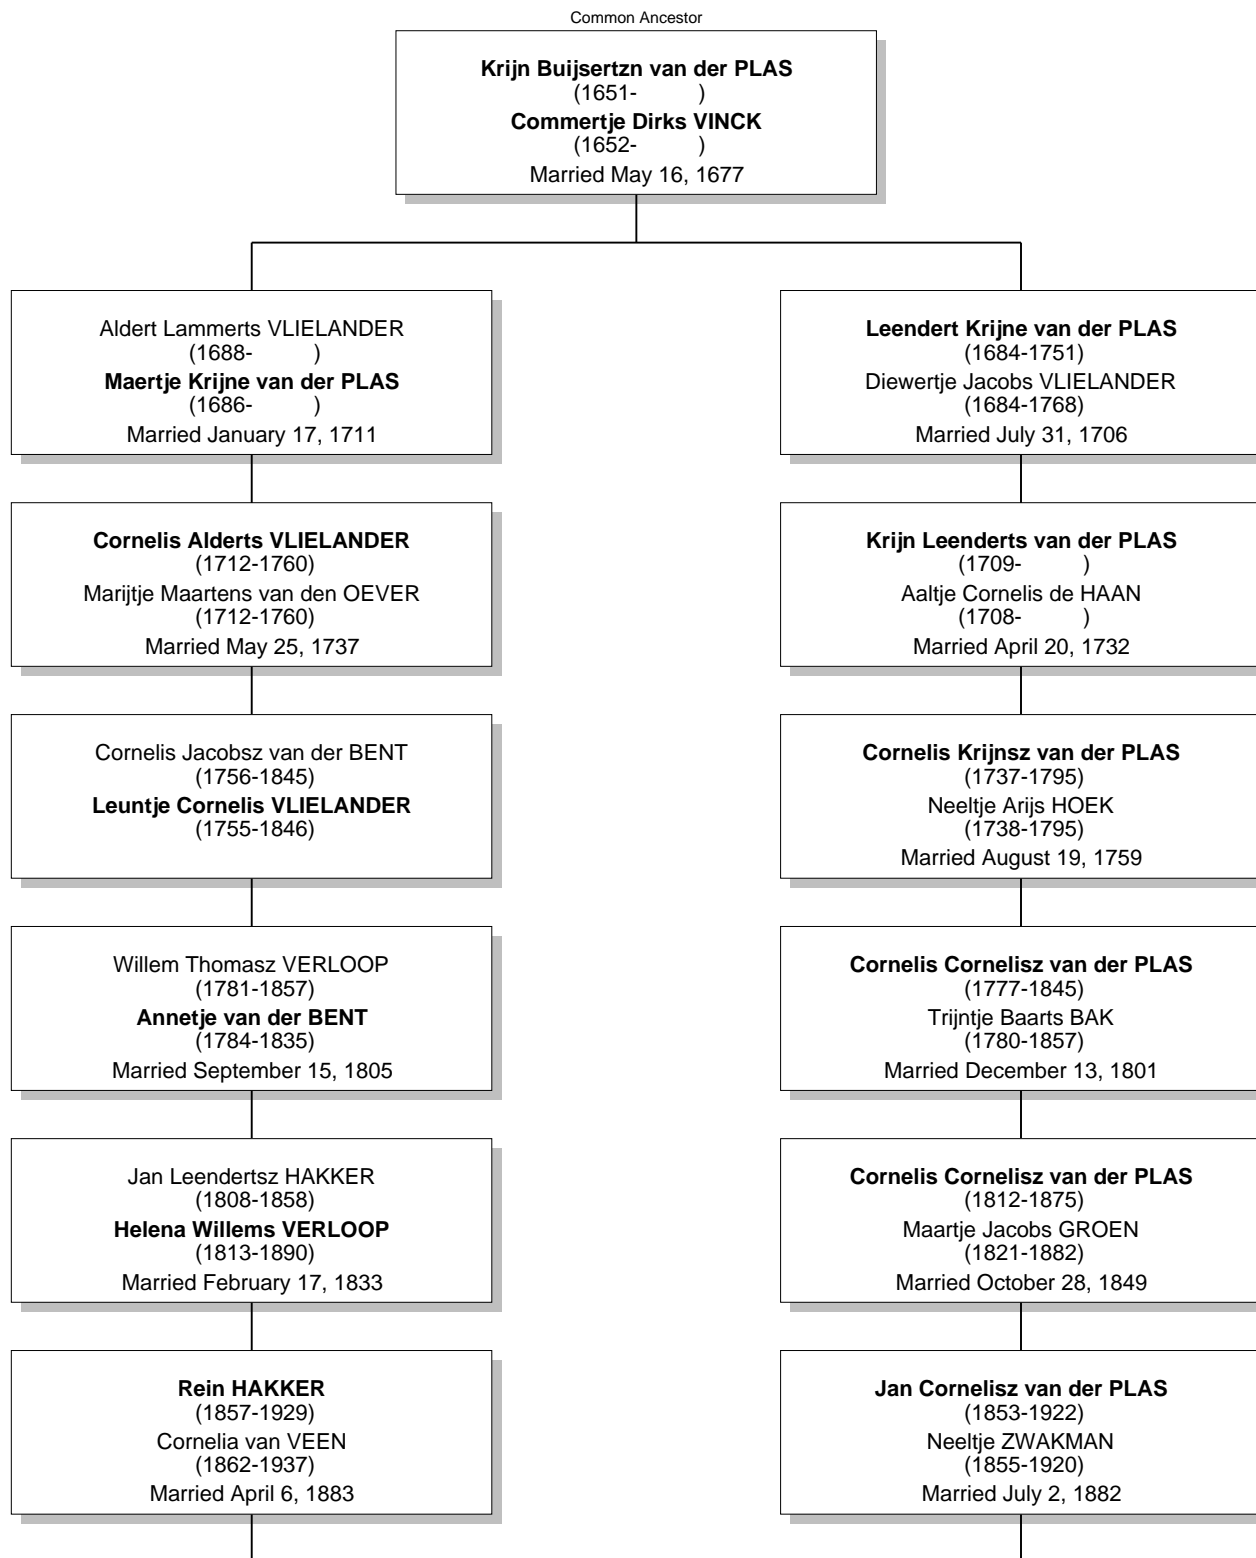 Common Ancestor
Krijn Buijsertzn van der PLAS
(1651- )
Commertje Dirks VINCK
(1652- )
Married May 16, 1677
Aldert Lammerts VLIELANDER
(1688- )
Maertje Krijne van der PLAS
(1686- )
Married January 17, 1711
Leendert Krijne van der PLAS
(1684-1751)
Diewertje Jacobs VLIELANDER
(1684-1768)
Married July 31, 1706
Cornelis Alderts VLIELANDER
(1712-1760)
Marijtje Maartens van den OEVER
(1712-1760)
Married May 25, 1737
Krijn Leenderts van der PLAS
(1709- )
Aaltje Cornelis de HAAN
(1708- )
Married April 20, 1732
Cornelis Jacobsz van der BENT
(1756-1845)
Leuntje Cornelis VLIELANDER
(1755-1846)
Cornelis Krijnsz van der PLAS
(1737-1795)
Neeltje Arijs HOEK
(1738-1795)
Married August 19, 1759
Willem Thomasz VERLOOP
(1781-1857)
Annetje van der BENT
(1784-1835)
Married September 15, 1805
Cornelis Cornelisz van der PLAS
(1777-1845)
Trijntje Baarts BAK
(1780-1857)
Married December 13, 1801
Jan Leendertsz HAKKER
(1808-1858)
Helena Willems VERLOOP
(1813-1890)
Married February 17, 1833
Cornelis Cornelisz van der PLAS
(1812-1875)
Maartje Jacobs GROEN
(1821-1882)
Married October 28, 1849
Rein HAKKER
(1857-1929)
Cornelia van VEEN
(1862-1937)
Married April 6, 1883
Jan Cornelisz van der PLAS
(1853-1922)
Neeltje ZWAKMAN
(1855-1920)
Married July 2, 1882